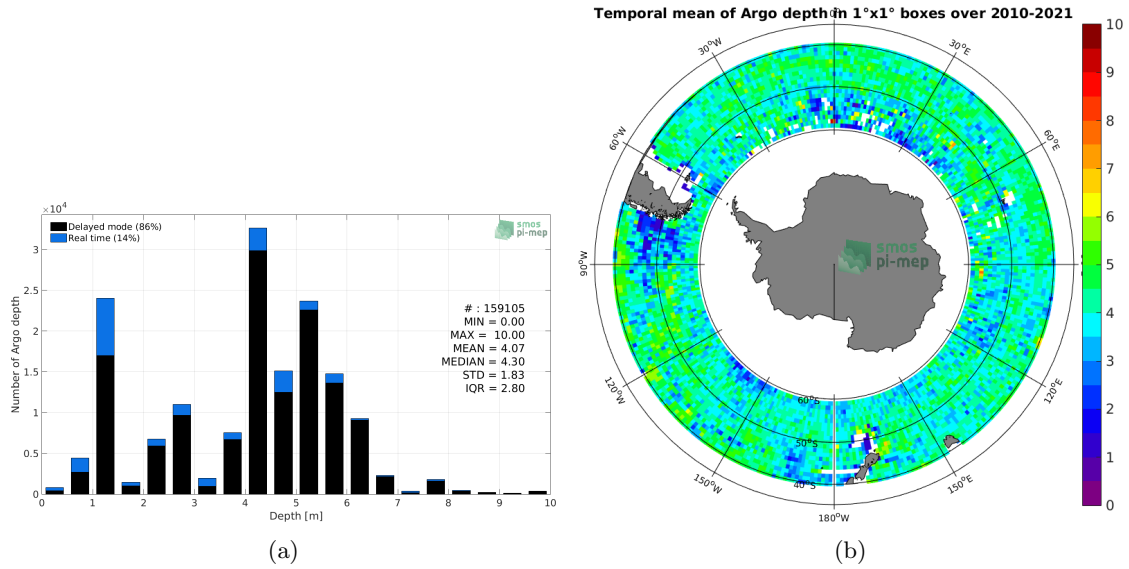 ×10⁴
Delayed mode (86%)
Real time (14%)
smos
pi-mep
# : 159105
MIN = 0.00
MAX = 10.00
MEAN = 4.07
MEDIAN = 4.30
STD = 1.83
IQR = 2.80
Number of Argo depth
3
2.5
2
1.5
1
0.5
0
0 1 2 3 4 5 6 7 8 9 10
Depth [m]
(a)
Temporal mean of Argo depth in 1°x1° boxes over 2010-2021
30°W
30°E
60°W
60°E
90°W
120°W
120°E
150°W
150°E
180°W
60°S
50°S
40°S
smos
pi-mep
10
9
8
7
6
5
4
3
2
1
0
(b)